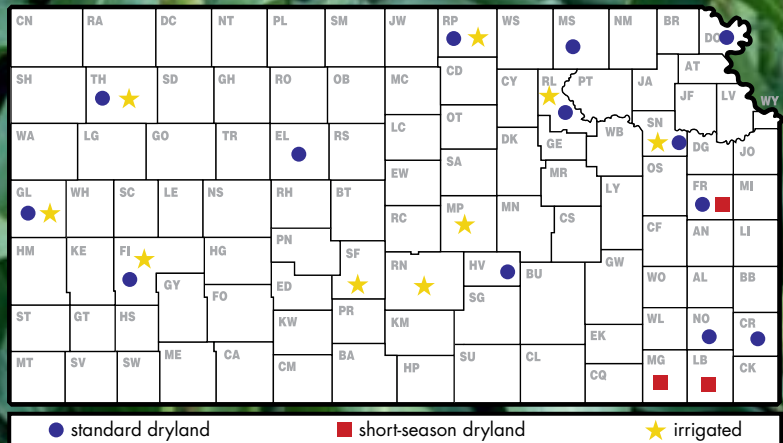 CN RA DC NT PL SM JW RP WS MS NM BR DO
SH TH SD GH RO OB MC CD CY RL PT JA AT JF LV WY
WA LG GO TR EL RS LC OT DK GE WB SN DG JO
EW SA MR OS
GL WH SC LE NS RH BT RC MP MN CS LY FR MI
HM KE FI HG PN SF RN HV BU GW CF AN LI
GY FO ED SG WO AL BB
ST GT HS KW PR KM EK WL NO CR
MT SV SW ME CA CM BA HP SU CL CQ MG LB CK
standard dryland short-season dryland irrigated